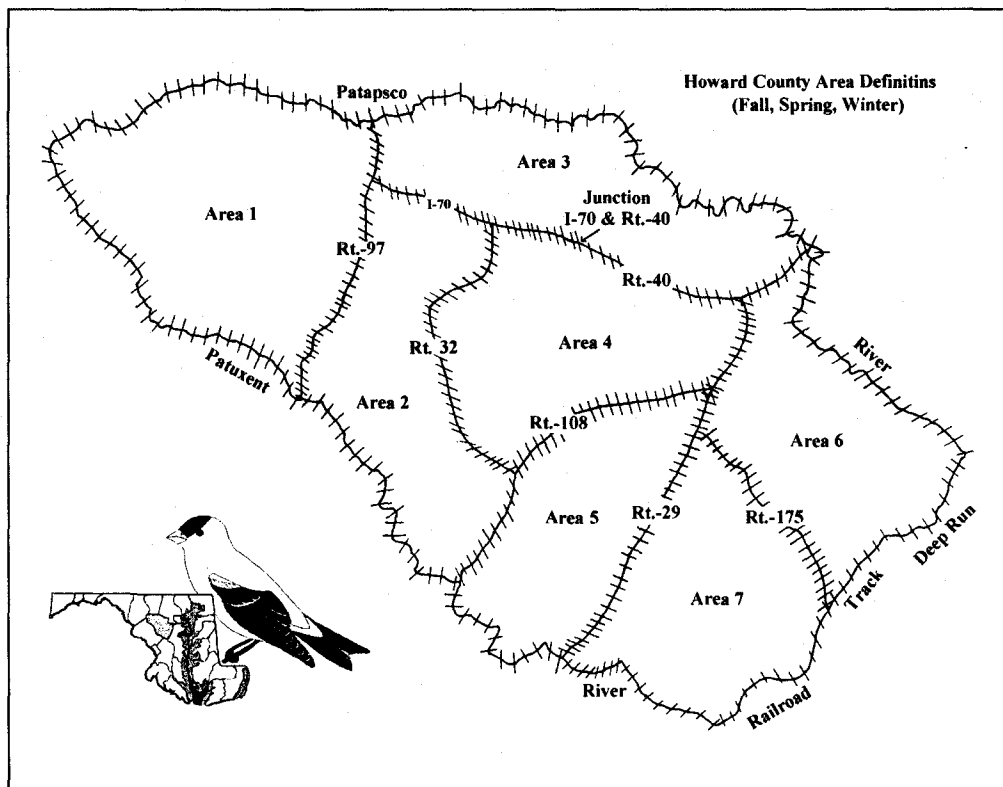 Howard County Area Definitins
(Fall, Spring, Winter)
Patapsco
Area 3
Junction
I-70 & Rt.-40
Area 1
I-70
Rt.-97
Rt.-40
River
Rt. 32
Area 4
Patuxent
Area 2
Rt.-108
Area 6
Area 5
Rt.-29
Rt.-175
Deep Run
Track
Area 7
River
Railroad